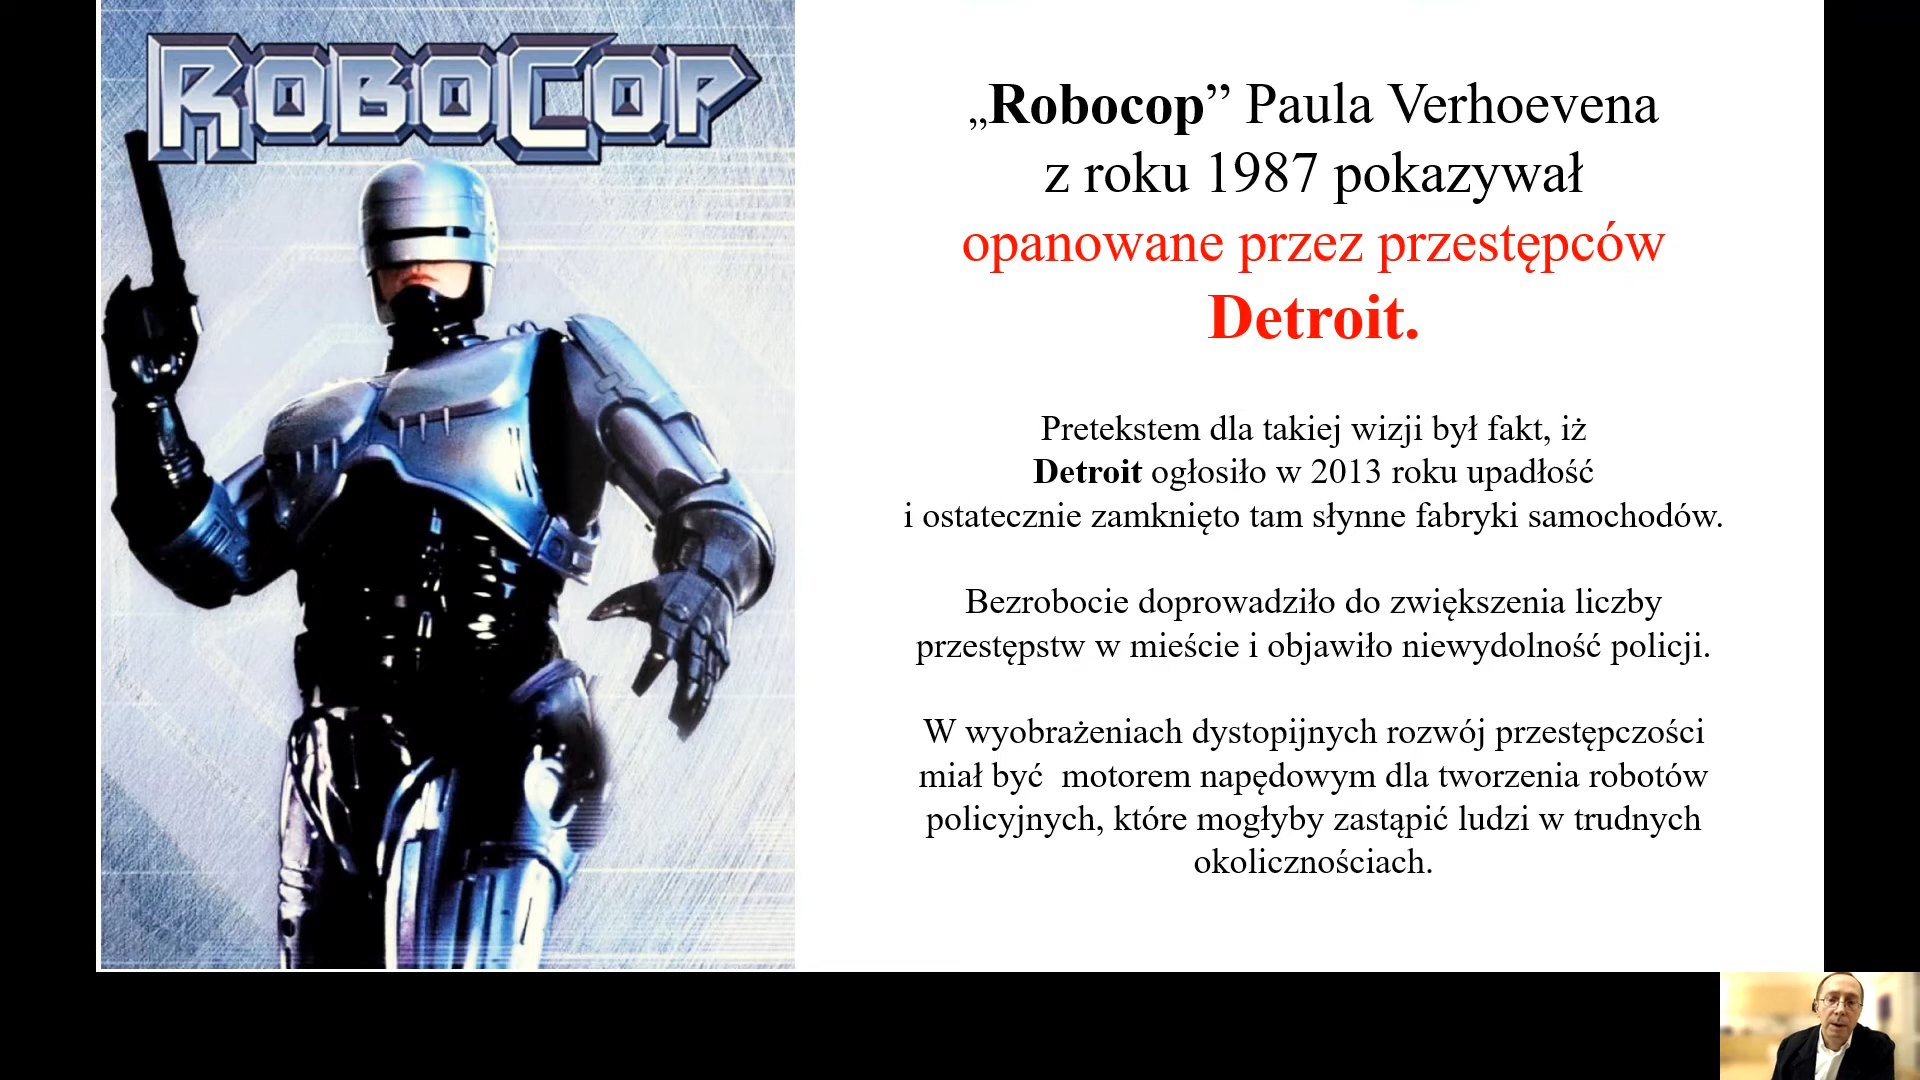 ROBOCOP
„Robocop” Paula Verhoevena
z roku 1987 pokazywał
opanowane przez przestępców
Detroit.
Pretekstem dla takiej wizji był fakt, iż
Detroit ogłosiło w 2013 roku upadłość
i ostatecznie zamknięto tam słynne fabryki samochodów.
Bezrobocie doprowadziło do zwiększenia liczby
przestępstw w mieście i objawiło niewydolność policji.
W wyobrażeniach dystopijnych rozwój przestępczości
miał być  motorem napędowym dla tworzenia robotów
policyjnych, które mogłyby zastąpić ludzi w trudnych
okolicznościach.